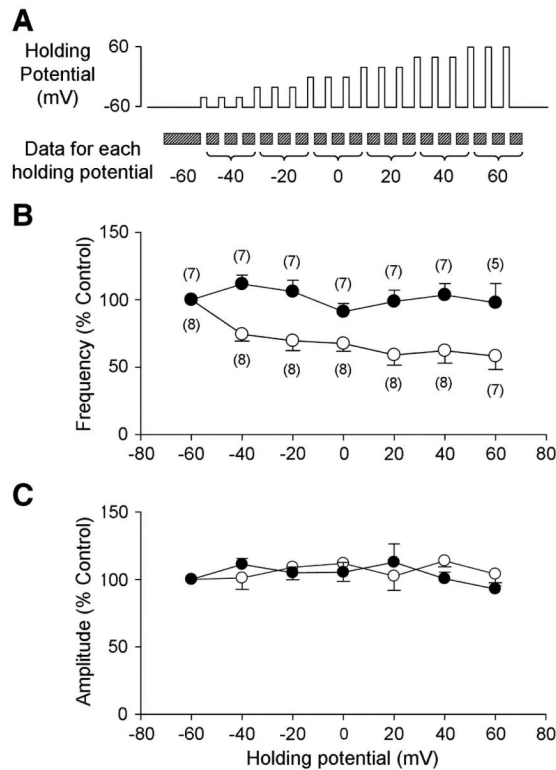 A
Holding
Potential
(mV)
60
-60
Data for each
holding potential
-60 -40 -20 0 20 40 60
B
Frequency (% Control)
150
100
50
0
(7) (7) (7) (7) (7) (7) (5)
(8) (8) (8) (8) (8) (8) (7)
-80 -60 -40 -20 0 20 40 60 80
C
Amplitude (% Control)
150
100
50
0
-80 -60 -40 -20 0 20 40 60 80
Holding potential (mV)